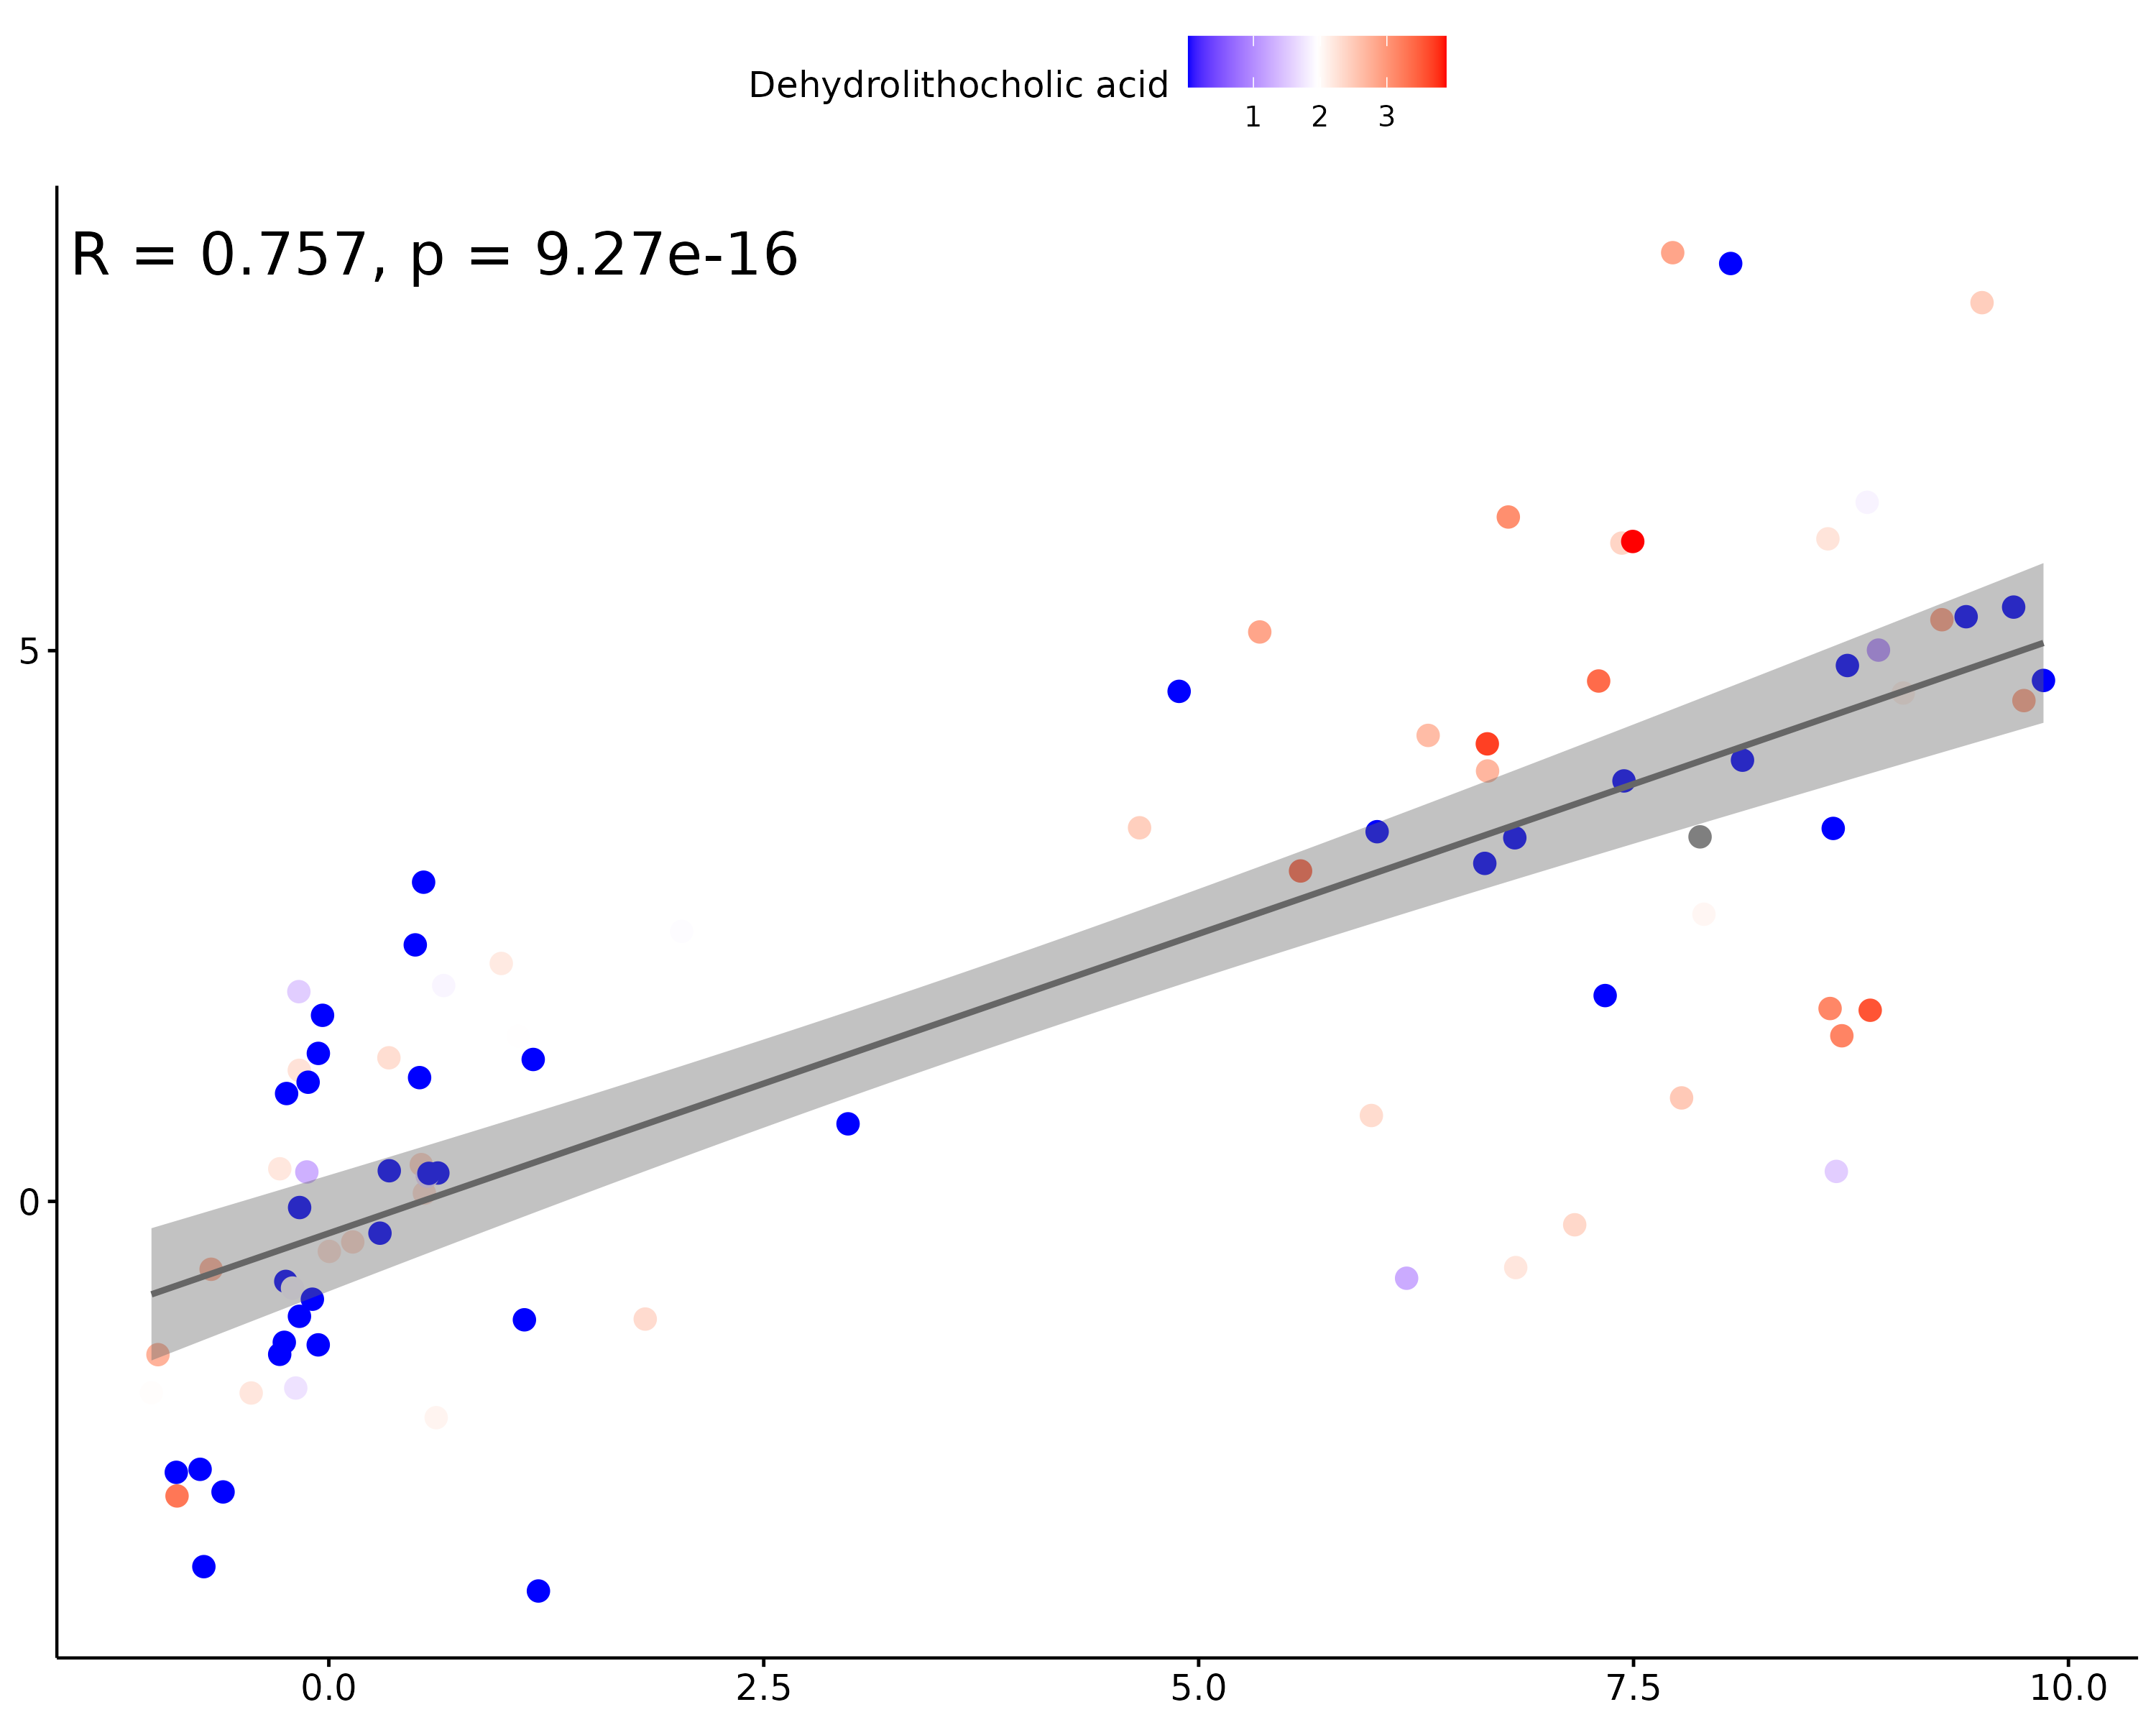 Dehydrolithocholic acid
1 2 3
R = 0.757, p = 9.27e-16
5
0
0.0 2.5 5.0 7.5 10.0